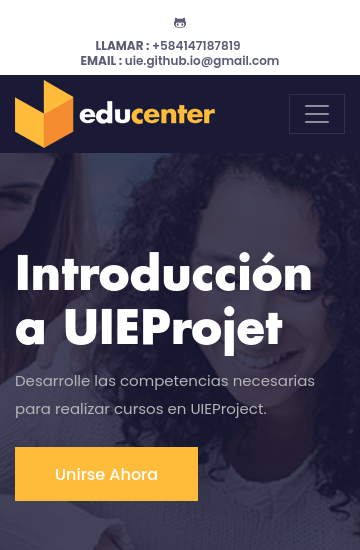 LLAMAR : +584147187819
EMAIL : uie.github.io@gmail.com
educenter
Introducción
a UIEProjet
Desarrolle las competencias necesarias
para realizar cursos en UIEProject.
Unirse Ahora